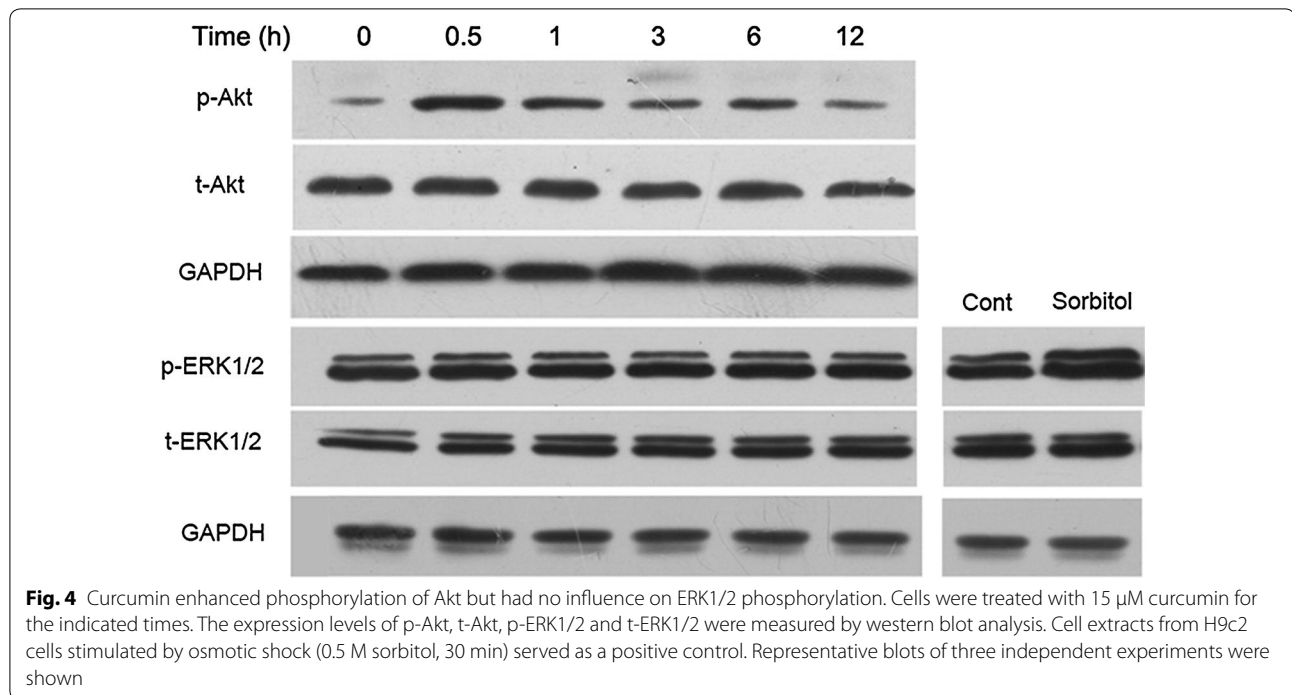 Time (h) 0 0.5 1 3 6 12
p-Akt
t-Akt
GAPDH
Cont Sorbitol
p-ERK1/2
t-ERK1/2
GAPDH
Fig. 4 Curcumin enhanced phosphorylation of Akt but had no influence on ERK1/2 phosphorylation. Cells were treated with 15 µM curcumin for
the indicated times. The expression levels of p-Akt, t-Akt, p-ERK1/2 and t-ERK1/2 were measured by western blot analysis. Cell extracts from H9c2
cells stimulated by osmotic shock (0.5 M sorbitol, 30 min) served as a positive control. Representative blots of three independent experiments were
shown